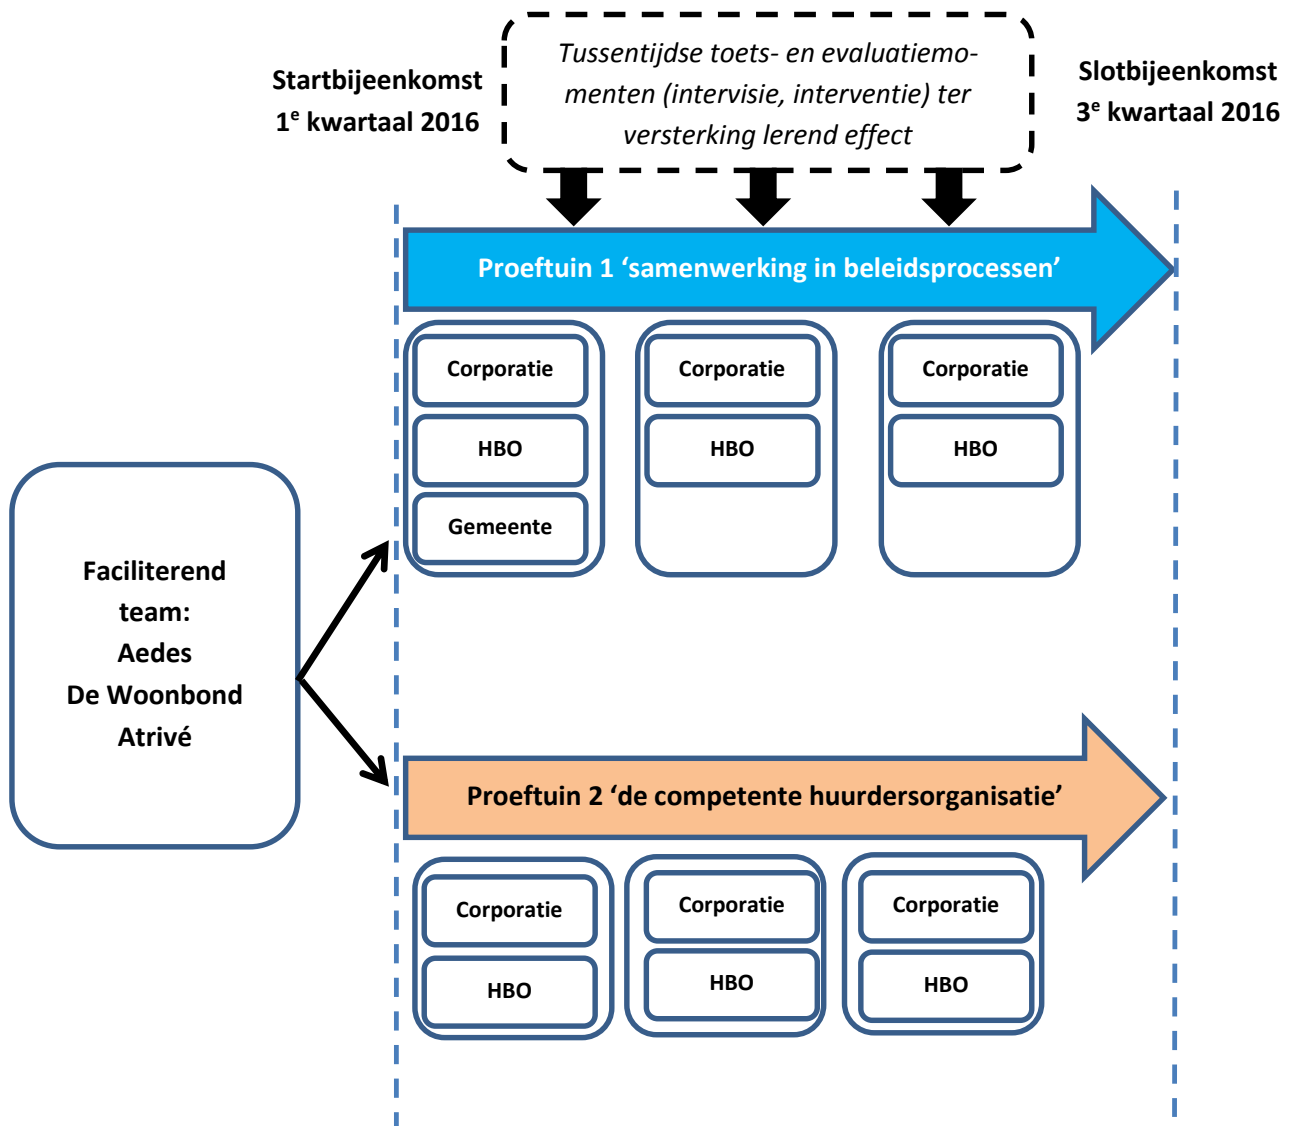 Startbijeenkomst
1e kwartaal 2016
Tussentijdse toets- en evaluatiemo-
menten (intervisie, interventie) ter
versterking lerend effect
Slotbijeenkomst
3e kwartaal 2016
Proeftuin 1 ‘samenwerking in beleidsprocessen’
Corporatie
HBO
Gemeente
Corporatie
HBO
Corporatie
HBO
Faciliterend
team:
Aedes
De Woonbond
Atrivé
Proeftuin 2 ‘de competente huurdersorganisatie’
Corporatie
HBO
Corporatie
HBO
Corporatie
HBO